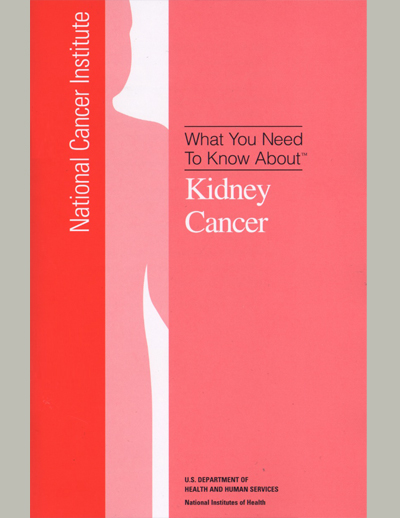 National Cancer Institute
What You Need
To Know About™
Kidney
Cancer
U.S. DEPARTMENT OF
HEALTH AND HUMAN SERVICES
National Institutes of Health